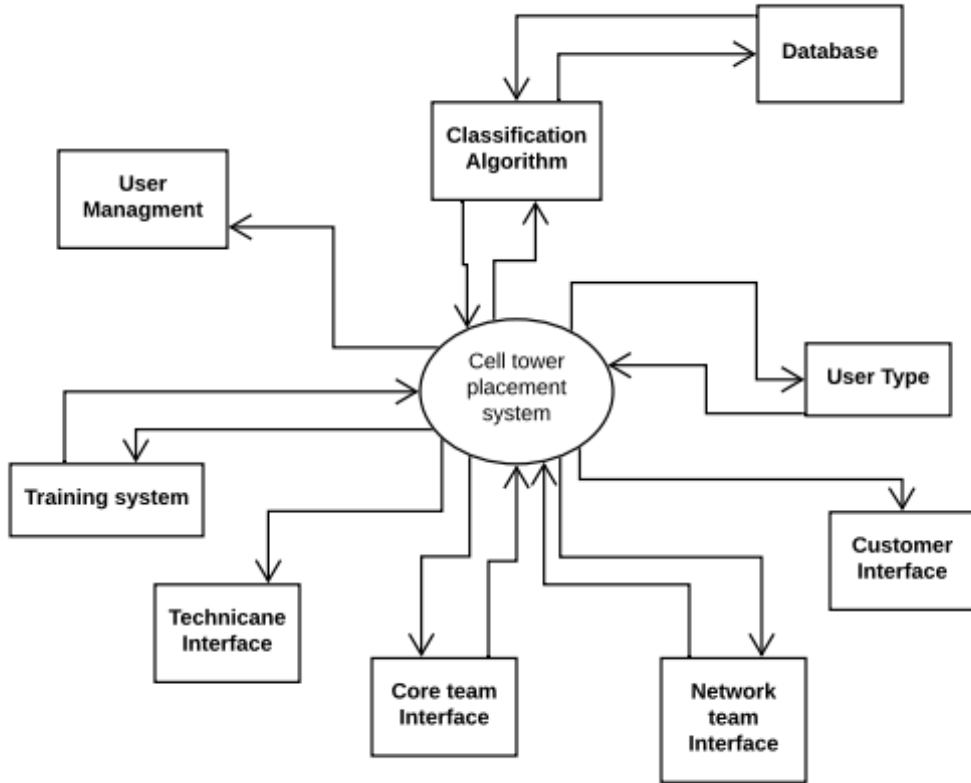 Database
Classification
Algorithm
User
Managment
Cell tower
placement
system
User Type
Training system
Customer
Interface
Technicane
Interface
Core team
Interface
Network
team
Interface